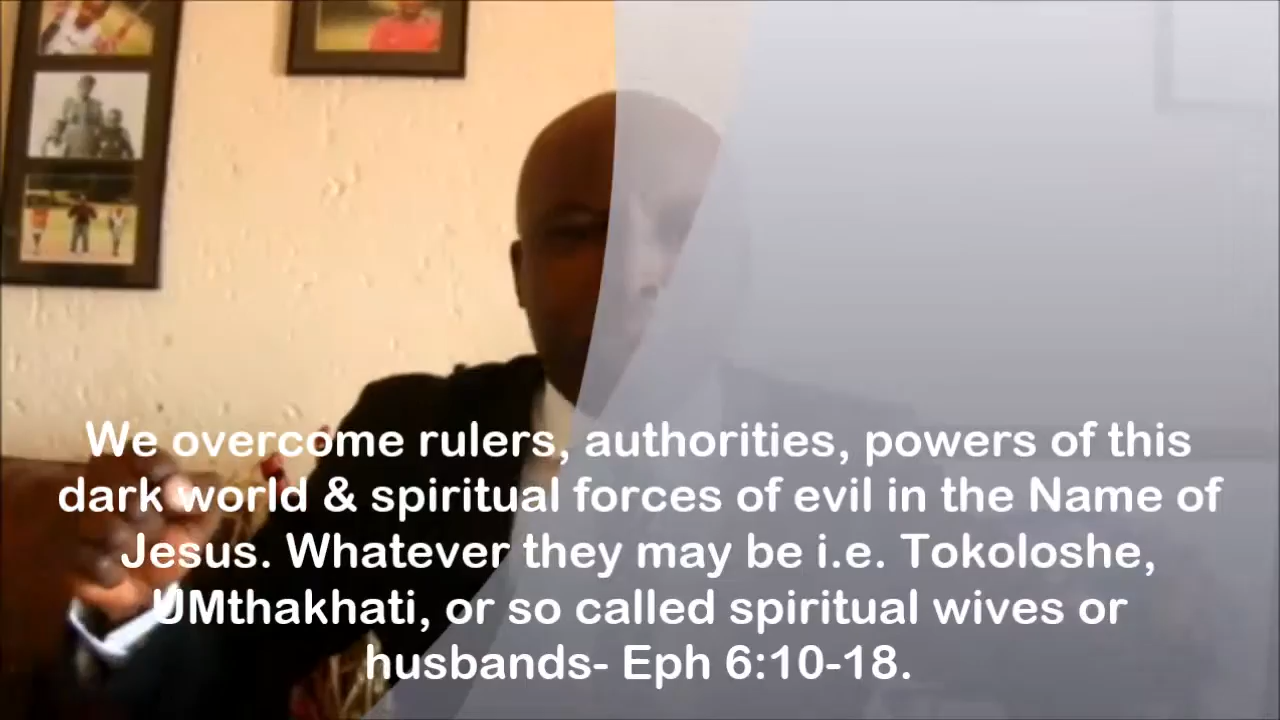 We overcome rulers, authorities, powers of this
dark world & spiritual forces of evil in the Name of
Jesus. Whatever they may be i.e. Tokoloshe,
UMthakhati, or so called spiritual wives or
husbands- Eph 6:10-18.